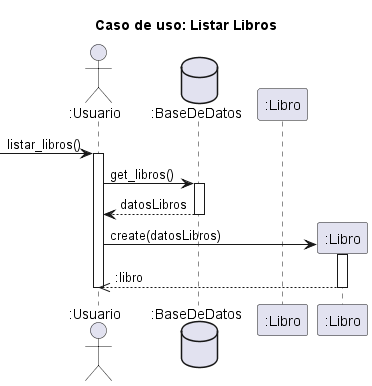 Caso de uso: Listar Libros
:Usuario
:BaseDeDatos
:Libro
listar_libros()
get_libros()
datosLibros
create(datosLibros)
:Libro
:libro
:Usuario
:BaseDeDatos
:Libro
:Libro